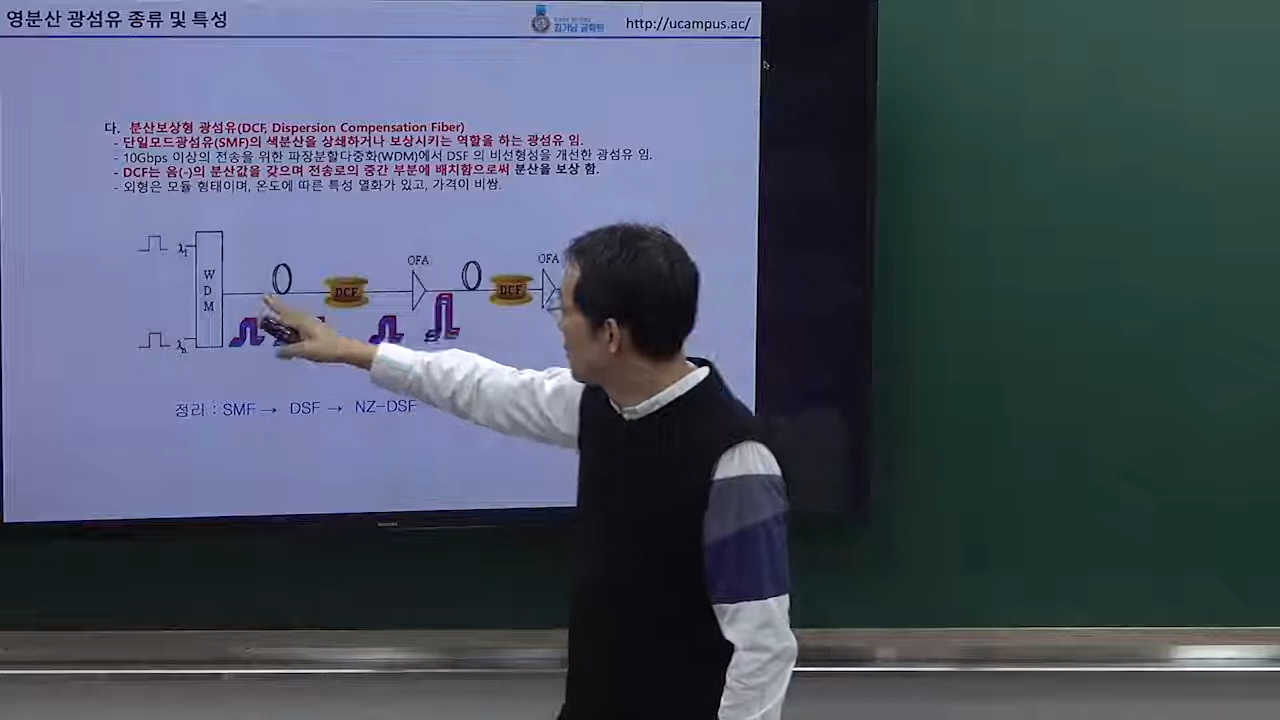 영분산 광섬유 종류 및 특성
http://ucampus.ac/
다. 분산보상형 광섬유(DCF, Dispersion Compensation Fiber)
- 단일모드광섬유(SMF)의 색분산을 상쇄하거나 보상시키는 역할을 하는 광섬유 임.
- 10Gbps 이상의 전송을 위한 파장분할다중화(WDM)에서 DSF 의 비선형성을 개선한 광섬유 임.
- DCF는 음(-)의 분산값을 갖으며 전송로의 중간 부분에 배치함으로써 분산을 보상 함.
- 외형은 모듈 형태이며, 온도에 따른 특성 열화가 있고, 가격이 비쌈.
λ1
WDM
DCF
OFA
DCF
OFA
λn
정리 : SMF → DSF → NZ-DSF